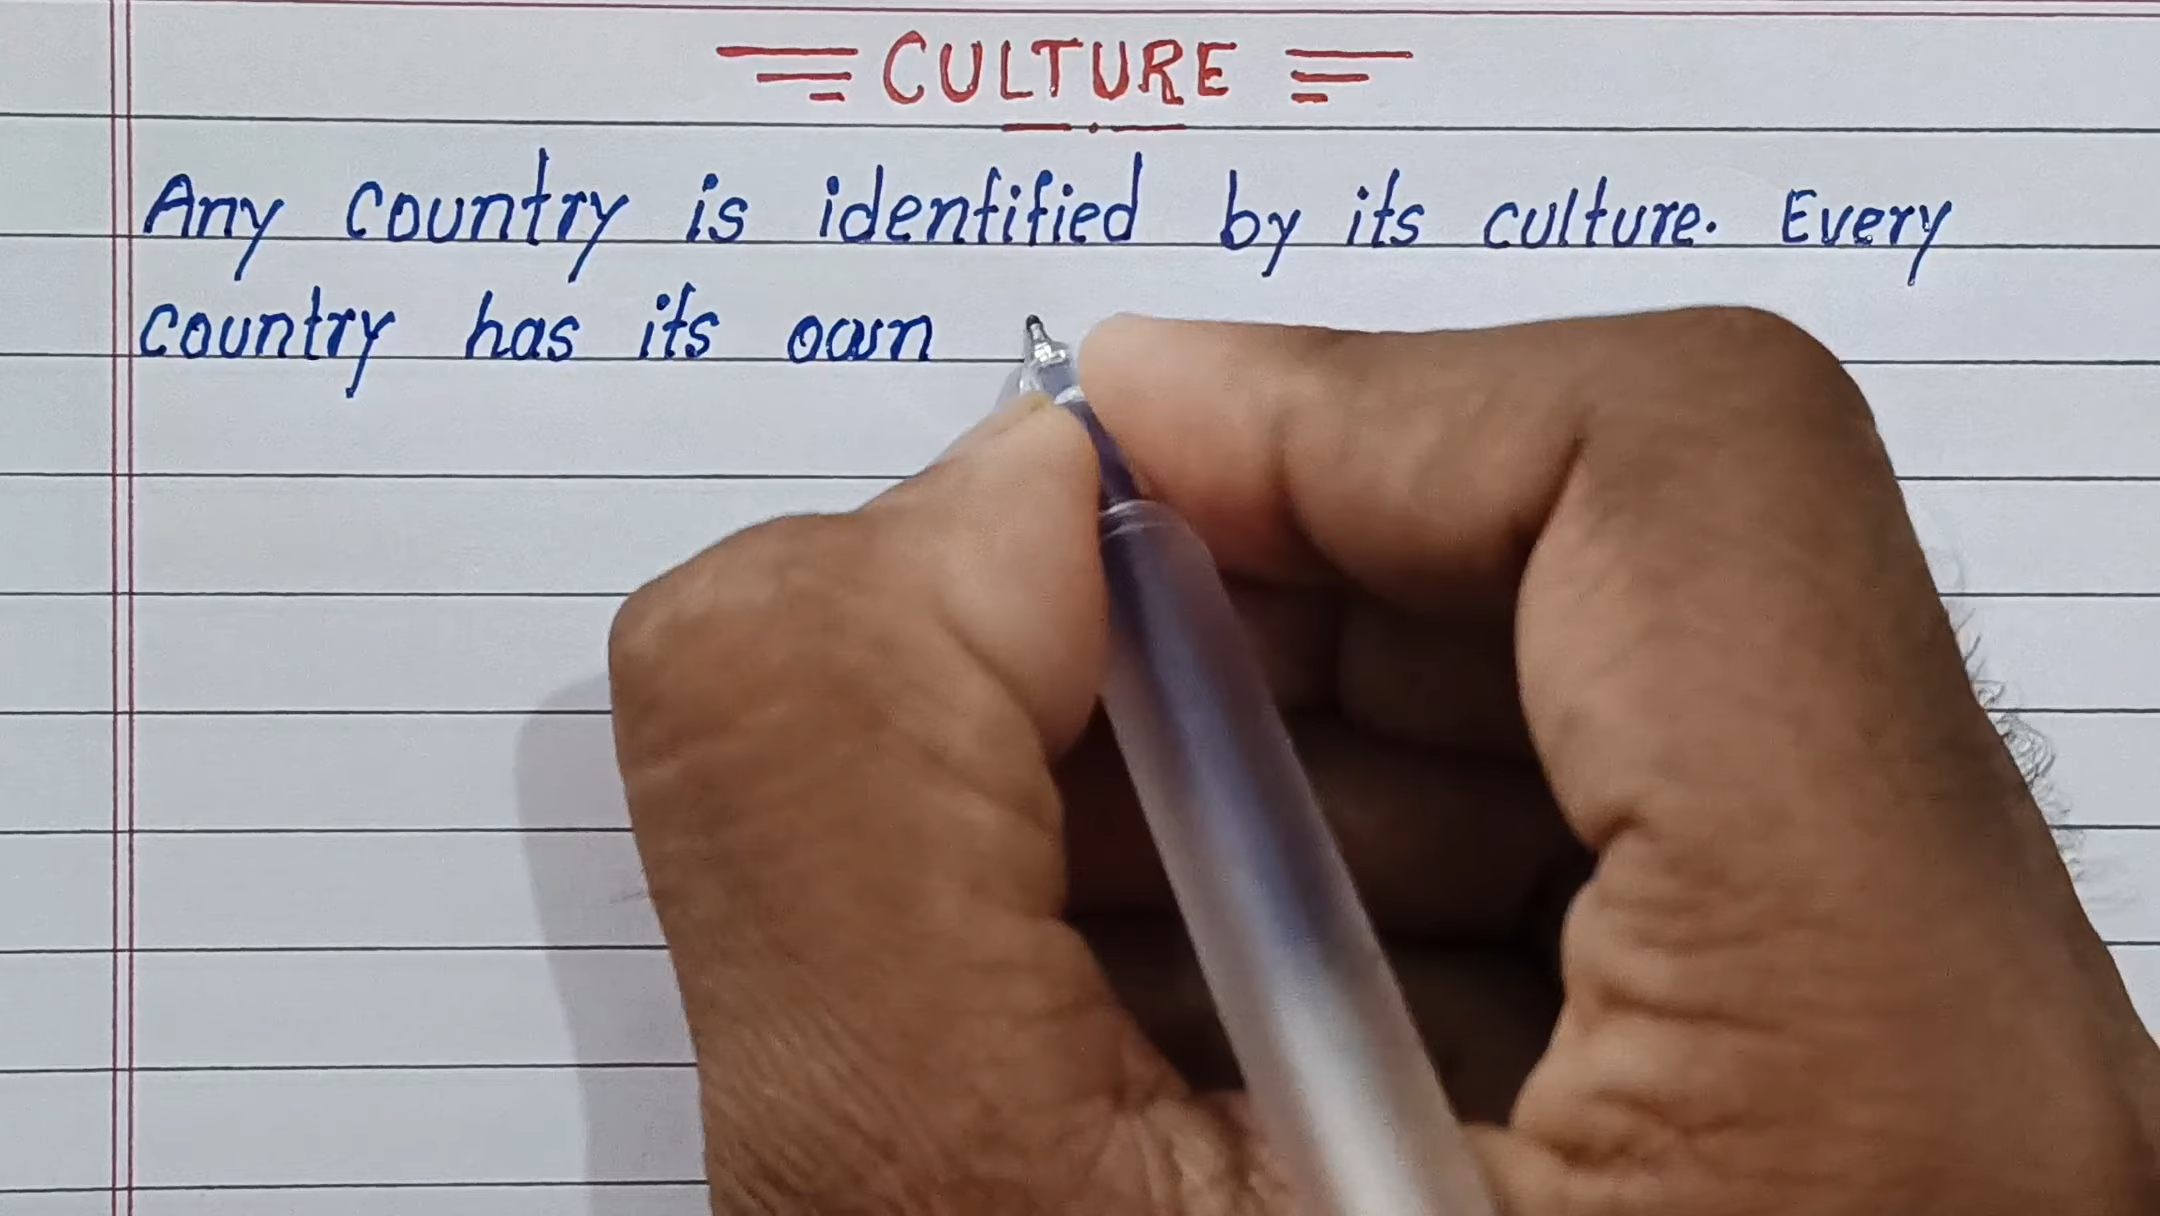 CULTURE
Any country is identified by its culture. Every
country has its own